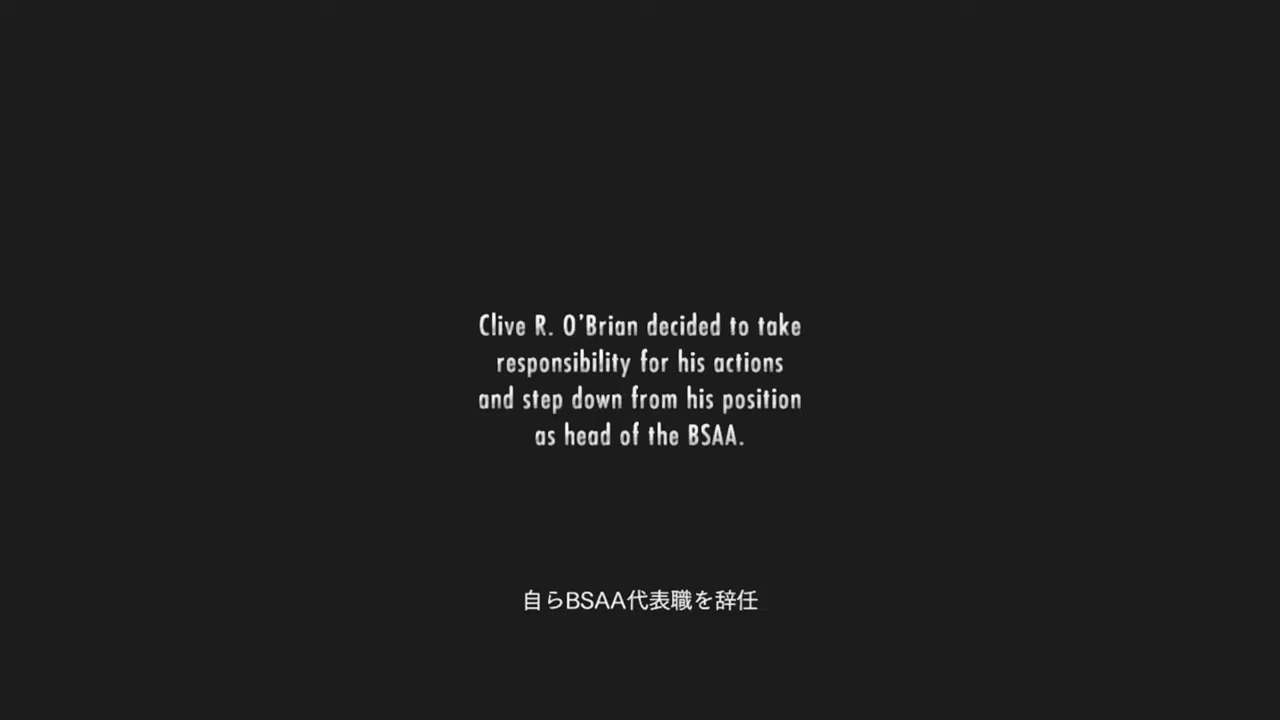 Clive R. O'Brian decided to take
responsibility for his actions
and step down from his position
as head of the BSAA.
自らBSAA代表職を辞任